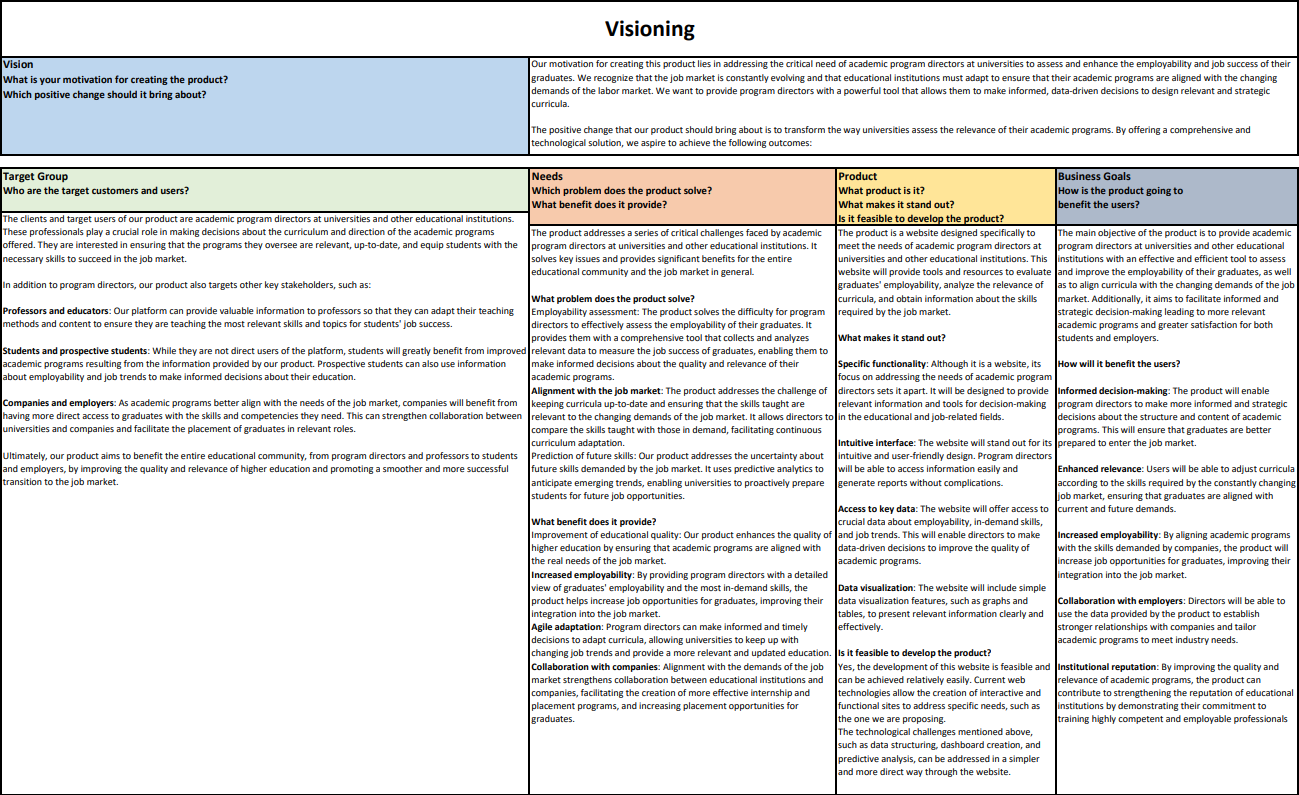 Visioning
Vision
What is your motivation for creating the product?
Which positive change should it bring about?
Our motivation for creating this product lies in addressing the critical need of academic program directors at universities to assess and enhance the employability and job success of their
graduates. We recognize that the job market is constantly evolving and that educational institutions must adapt to ensure that their academic programs are aligned with the changing
demands of the labor market. We want to provide program directors with a powerful tool that allows them to make informed, data-driven decisions to design relevant and strategic
curricula.
The positive change that our product should bring about is to transform the way universities assess the relevance of their academic programs. By offering a comprehensive and
technological solution, we aspire to achieve the following outcomes:
Target Group
Who are the target customers and users?
The clients and target users of our product are academic program directors at universities and other educational institutions.
These professionals play a crucial role in making decisions about the curriculum and direction of the academic programs
offered. They are interested in ensuring that the programs they oversee are relevant, up-to-date, and equip students with the
necessary skills to succeed in the job market.
In addition to program directors, our product also targets other key stakeholders, such as:
Professors and educators: Our platform can provide valuable information to professors so that they can adapt their teaching
methods and content to ensure they are teaching the most relevant skills and topics for students' job success.
Students and prospective students: While they are not direct users of the platform, students will greatly benefit from improved
academic programs resulting from the information provided by our product. Prospective students can also use information
about employability and job trends to make informed decisions about their education.
Companies and employers: As academic programs better align with the needs of the job market, companies will benefit from
having more direct access to graduates with the skills and competencies they need. This can strengthen collaboration between
universities and companies and facilitate the placement of graduates in relevant roles.
Ultimately, our product aims to benefit the entire educational community, from program directors and professors to students
and employers, by improving the quality and relevance of higher education and promoting a smoother and more successful
transition to the job market.
Needs
Which problem does the product solve?
What benefit does it provide?
The product addresses a series of critical challenges faced by academic
program directors at universities and other educational institutions. It
solves key issues and provides significant benefits for the entire
educational community and the job market in general.
What problem does the product solve?
Employability assessment: The product solves the difficulty for program
directors to effectively assess the employability of their graduates. It
provides them with a comprehensive tool that collects and analyzes
relevant data to measure the job success of graduates, enabling them to
make informed decisions about the quality and relevance of their
academic programs.
Alignment with the job market: The product addresses the challenge of
keeping curricula up-to-date and ensuring that the skills taught are
relevant to the changing demands of the job market. It allows directors to
compare the skills taught with those in demand, facilitating continuous
curriculum adaptation.
Prediction of future skills: Our product addresses the uncertainty about
future skills demanded by the market. It uses predictive analytics to
anticipate emerging trends, enabling universities to proactively prepare
students for future job opportunities.
What benefit does it provide?
Improvement of educational quality: Our product enhances the quality of
higher education by ensuring that academic programs are aligned with
the real needs of the job market.
Increased employability: By providing program directors with a detailed
view of graduates' employability and the most in-demand skills, the
product helps increase job opportunities for graduates, improving their
integration into the job market.
Agile adaptation: Program directors can make informed and timely
decisions to adapt curricula, allowing universities to keep up with
changing job trends and provide a more relevant and updated education.
Collaboration with companies: Alignment with the demands of the job
market strengthens collaboration between educational institutions and
companies, facilitating the creation of more effective internship and
placement programs, and increasing placement opportunities for
graduates.
Product
What product is it?
What makes it stand out?
Is it feasible to develop the product?
The product is a website designed specifically to
meet the needs of academic program directors at
universities and other educational institutions. This
website will provide tools and resources to evaluate
graduates' employability, analyze the relevance of
curricula, and obtain information about the skills
required by the job market.
What makes it stand out?
Specific functionality: Although it is a website, its
focus on addressing the needs of academic program
directors sets it apart. It will be designed to provide
relevant information and tools for decision-making
in the educational and job-related fields.
Intuitive interface: The website will stand out for its
intuitive and user-friendly design. Program directors
will be able to access information easily and
generate reports without complications.
Access to key data: The website will offer access to
crucial data about employability, in-demand skills,
and job trends. This will enable directors to make
data-driven decisions to improve the quality of
academic programs.
Data visualization: The website will include simple
data visualization features, such as graphs and
tables, to present relevant information clearly and
effectively.
Is it feasible to develop the product?
Yes, the development of this website is feasible and
can be achieved relatively easily. Current web
technologies allow the creation of interactive and
functional sites to address specific needs, such as
the one we are proposing.
The technological challenges mentioned above,
such as data structuring, dashboard creation, and
predictive analysis, can be addressed in a simpler
and more direct way through the website.
Business Goals
How is the product going to
benefit the users?
The main objective of the product is to provide academic
program directors at universities and other educational
institutions with an effective and efficient tool to assess
and improve the employability of their graduates, as well
as to align curricula with the changing demands of the job
market. Additionally, it aims to facilitate informed and
strategic decision-making leading to more relevant
academic programs and greater satisfaction for both
students and employers.
How will it benefit the users?
Informed decision-making: The product will enable
program directors to make more informed and strategic
decisions about the structure and content of academic
programs. This will ensure that graduates are better
prepared to enter the job market.
Enhanced relevance: Users will be able to adjust curricula
according to the skills required by the constantly changing
job market, ensuring that graduates are aligned with
current and future demands.
Increased employability: By aligning academic programs
with the skills demanded by companies, the product will
increase job opportunities for graduates, improving their
integration into the job market.
Collaboration with employers: Directors will be able to
use the data provided by the product to establish
stronger relationships with companies and tailor
academic programs to meet industry needs.
Institutional reputation: By improving the quality and
relevance of academic programs, the product can
contribute to strengthening the reputation of educational
institutions by demonstrating their commitment to
training highly competent and employable professionals